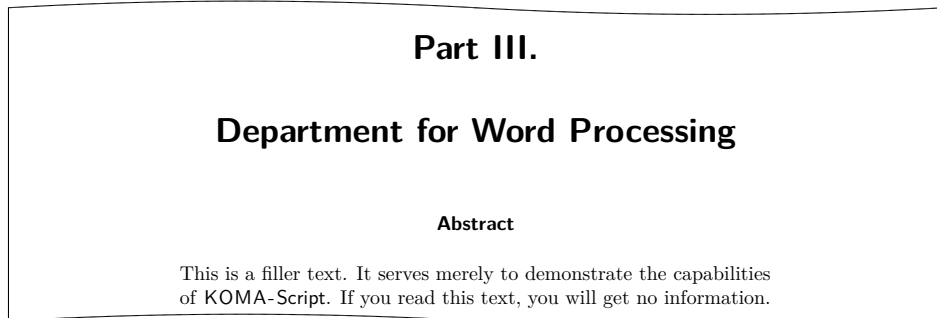 Part III.
Department for Word Processing
Abstract
This is a filler text. It serves merely to demonstrate the capabilities
of KOMA-Script. If you read this text, you will get no information.